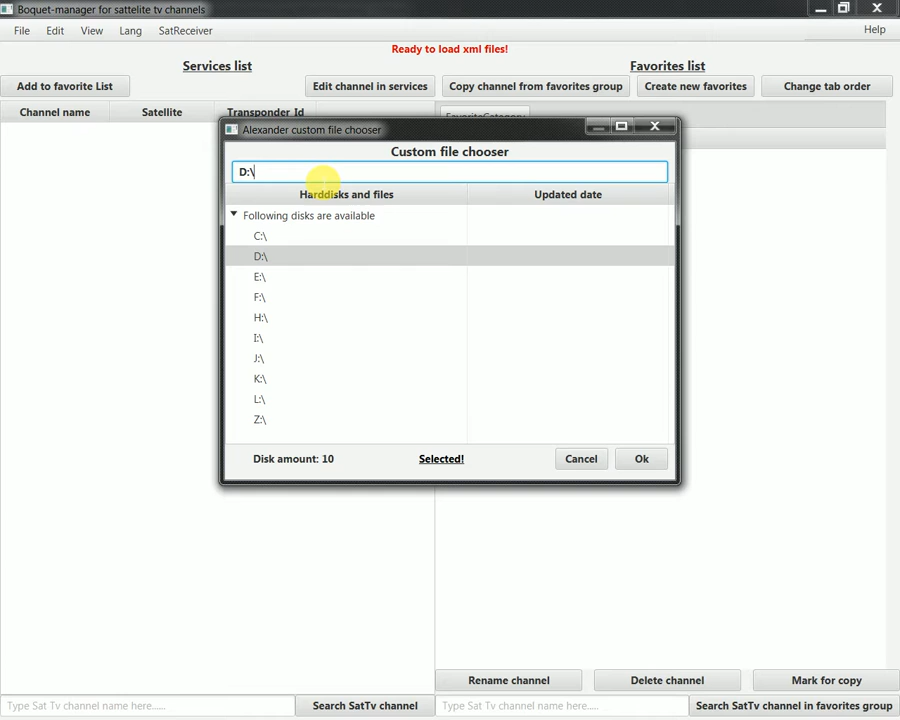 Boquet-manager for sattelite tv channels
File Edit View Lang SatReceiver Help
Ready to load xml files!
Services list Favorites list
Add to favorite List Edit channel in services Copy channel from favorites group Create new favorites Change tab order
Channel name Satellite Transponder Id FavoriteCategory
Alexander custom file chooser
Custom file chooser
D:\
Harddisks and files Updated date
Following disks are available
C:\
D:\
E:\
F:\
H:\
I:\
J:\
K:\
L:\
Z:\
Disk amount: 10 Selected! Cancel Ok
Rename channel Delete channel Mark for copy
Type Sat Tv channel name here...... Search SatTv channel Type Sat Tv channel name here..... Search SatTv channel in favorites group